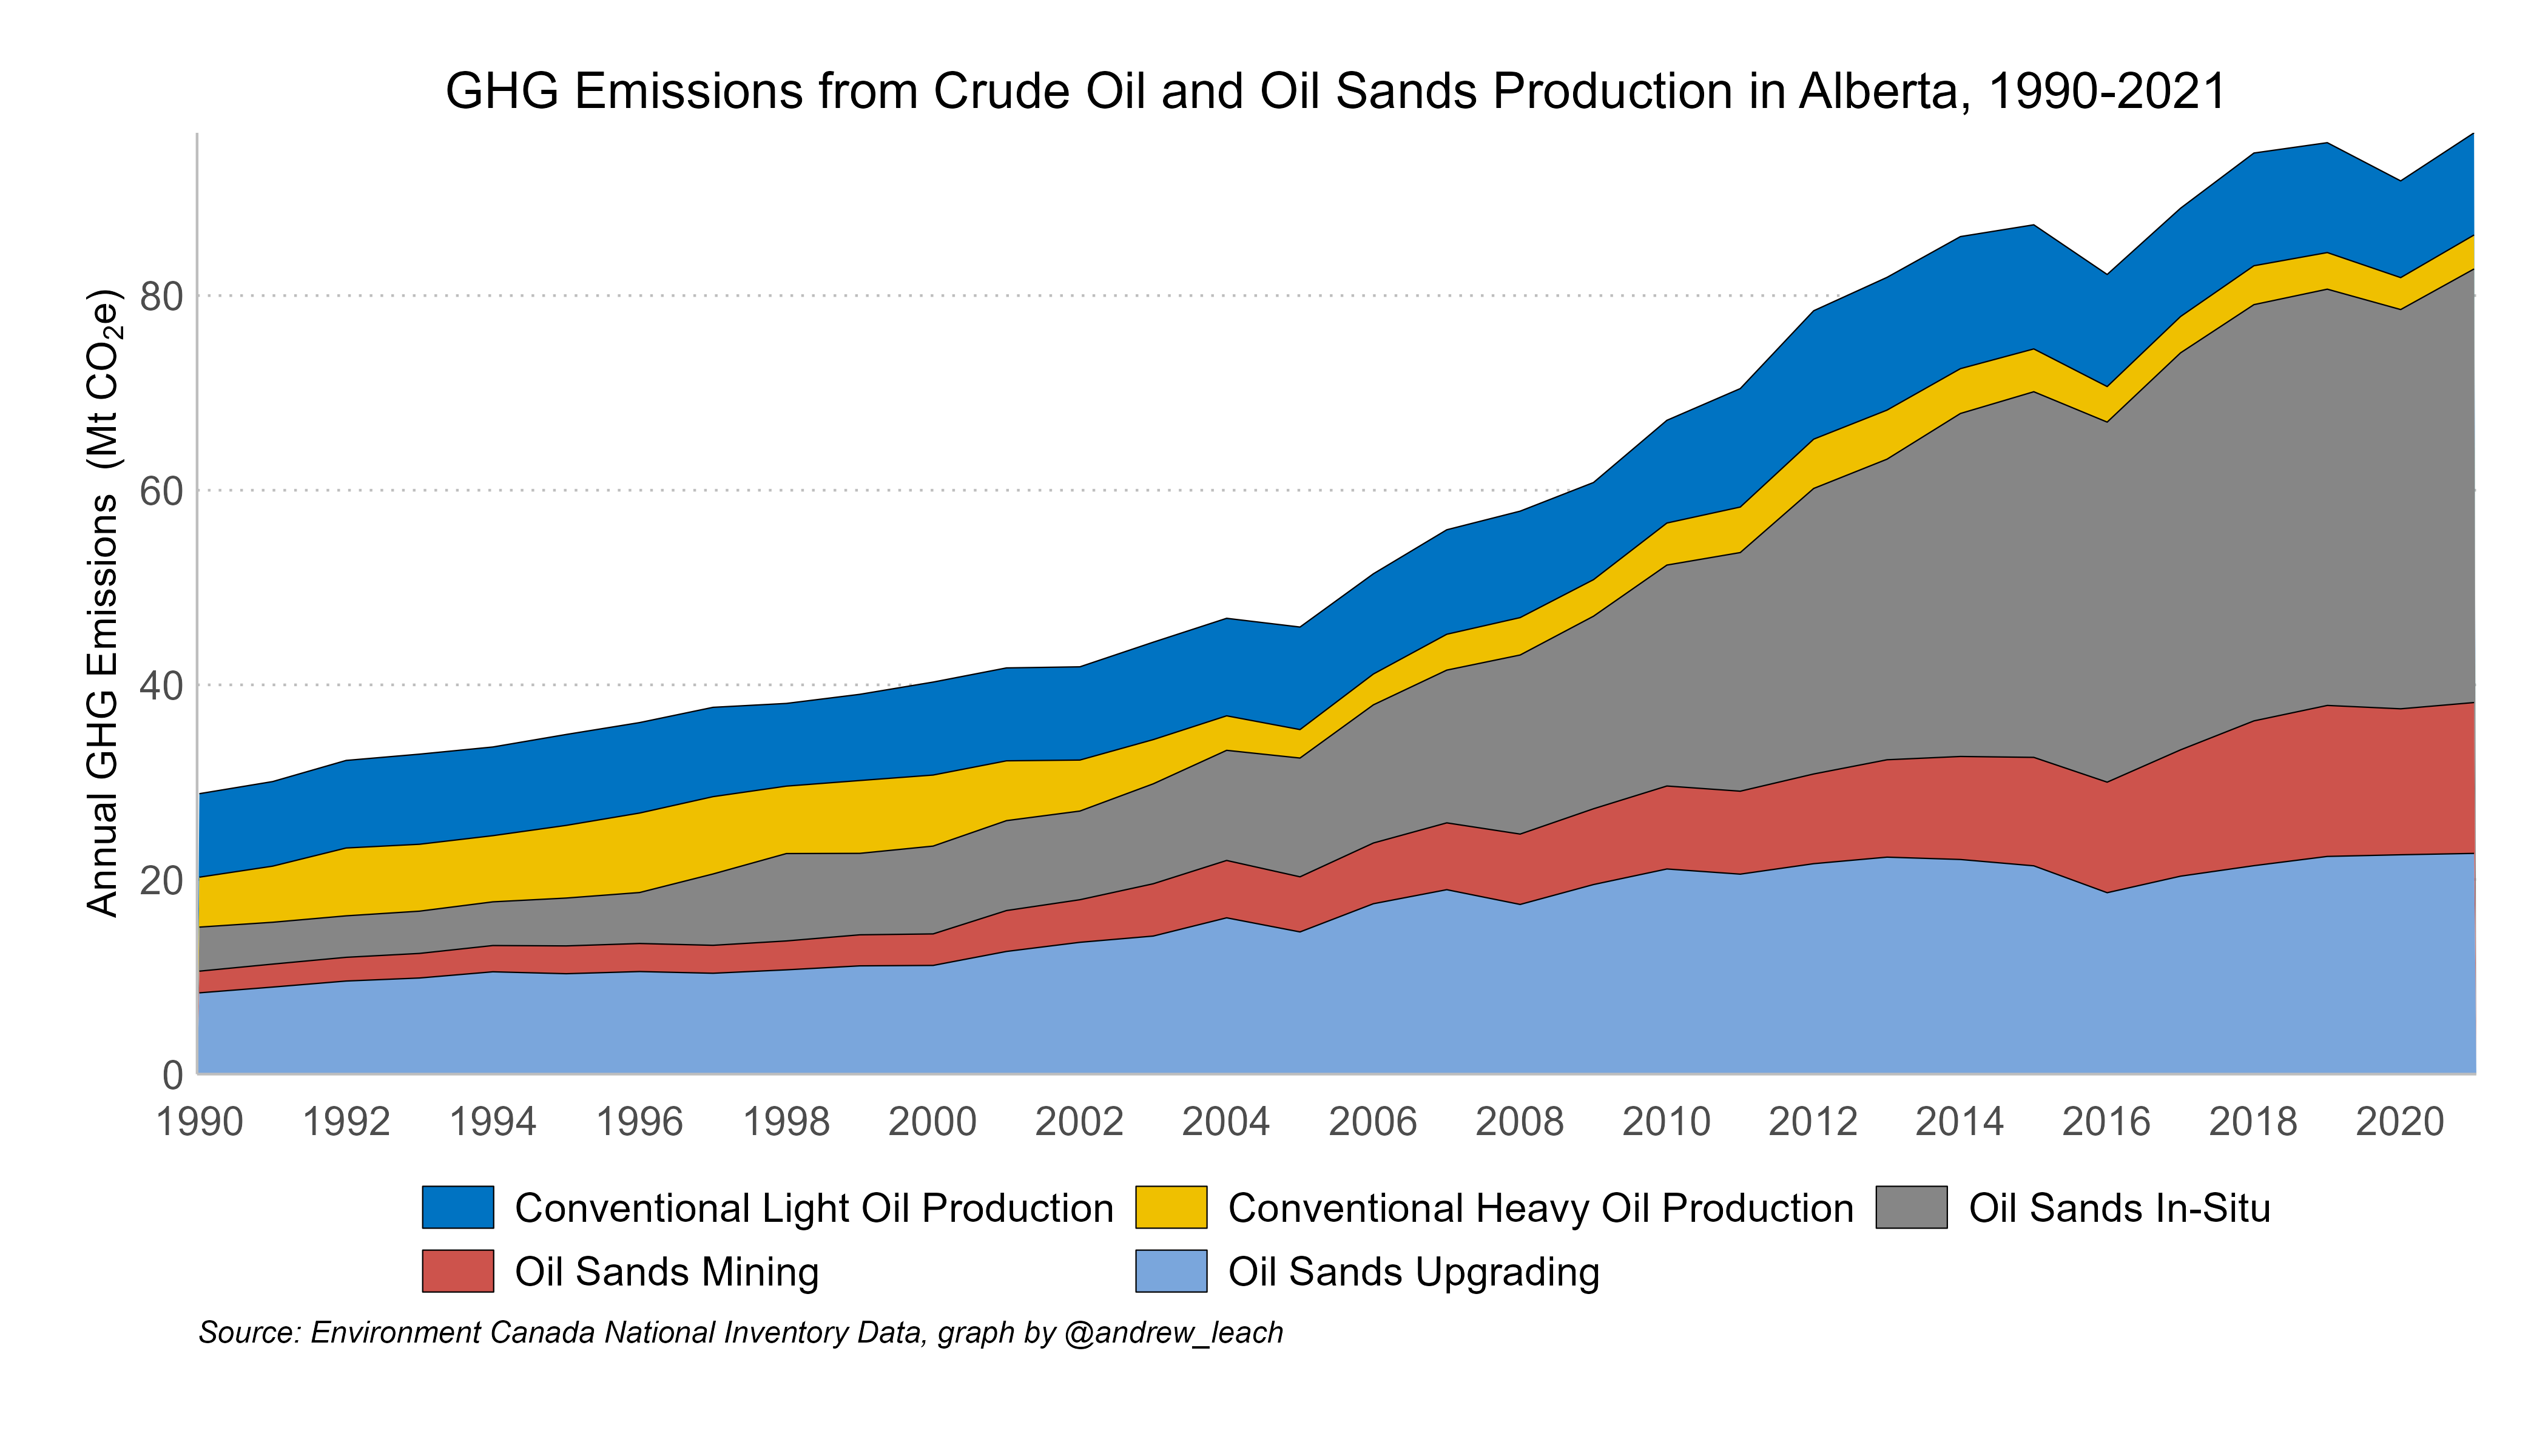 GHG Emissions from Crude Oil and Oil Sands Production in Alberta, 1990-2021
Annual GHG Emissions (Mt CO₂e)
80
60
40
20
0
1990 1992 1994 1996 1998 2000 2002 2004 2006 2008 2010 2012 2014 2016 2018 2020
Conventional Light Oil Production Conventional Heavy Oil Production Oil Sands In-Situ
Oil Sands Mining Oil Sands Upgrading
Source: Environment Canada National Inventory Data, graph by @andrew_leach